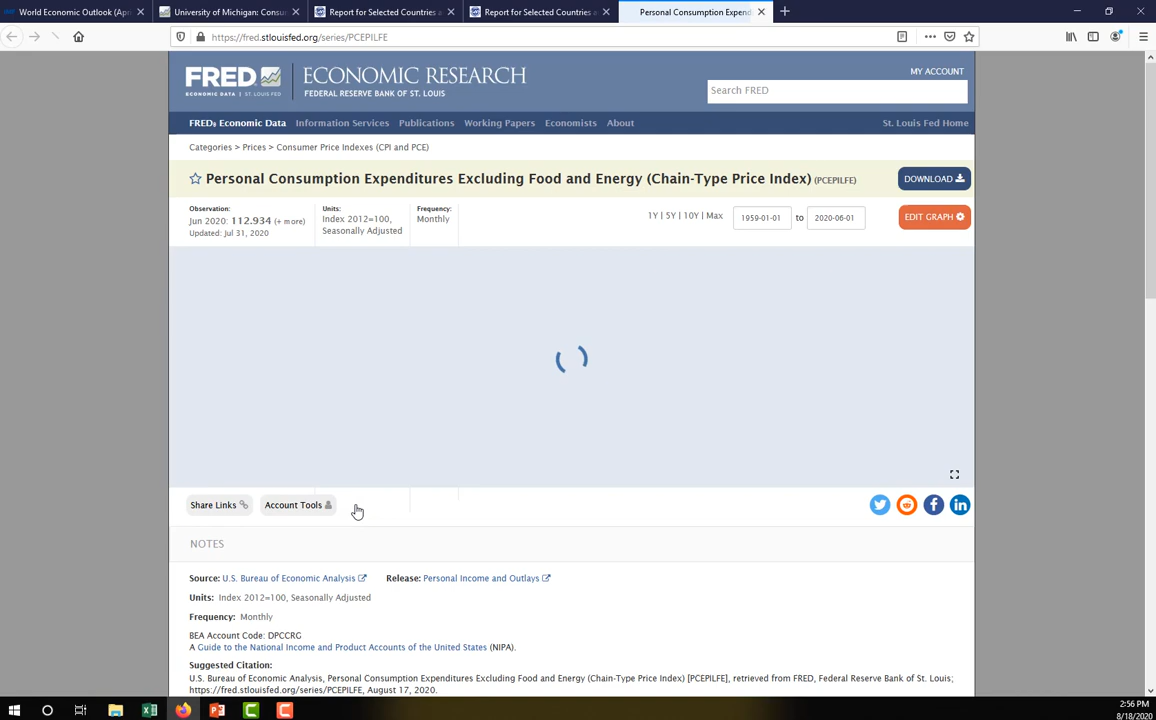 World Economic Outlook (Apr
University of Michigan: Consu
Report for Selected Countries a
Report for Selected Countries a
Personal Consumption Expend
https://fred.stlouisfed.org/series/PCEPILFE
FRED
ECONOMIC DATA | ST. LOUIS FED
ECONOMIC RESEARCH
FEDERAL RESERVE BANK OF ST. LOUIS
MY ACCOUNT
Search FRED
FRED® Economic Data Information Services Publications Working Papers Economists About St. Louis Fed Home
Categories > Prices > Consumer Price Indexes (CPI and PCE)
Personal Consumption Expenditures Excluding Food and Energy (Chain-Type Price Index) (PCEPILFE)
DOWNLOAD
Observation:
Jun 2020: 112.934 (+ more)
Updated: Jul 31, 2020
Units:
Index 2012=100,
Seasonally Adjusted
Frequency:
Monthly
1Y | 5Y | 10Y | Max
1959-01-01 to 2020-06-01
EDIT GRAPH
Share Links
Account Tools
NOTES
Source: U.S. Bureau of Economic Analysis Release: Personal Income and Outlays
Units: Index 2012=100, Seasonally Adjusted
Frequency: Monthly
BEA Account Code: DPCCRG
A Guide to the National Income and Product Accounts of the United States (NIPA).
Suggested Citation:
U.S. Bureau of Economic Analysis, Personal Consumption Expenditures Excluding Food and Energy (Chain-Type Price Index) [PCEPILFE], retrieved from FRED, Federal Reserve Bank of St. Louis;
https://fred.stlouisfed.org/series/PCEPILFE, August 17, 2020.
2:56 PM
8/18/2020